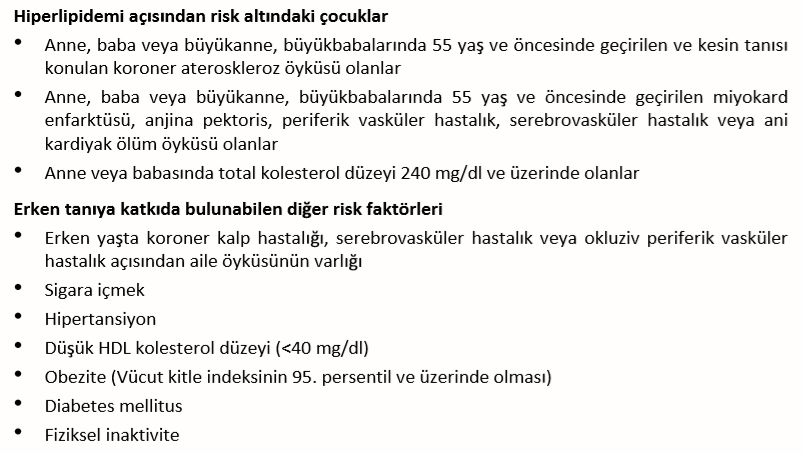 Hiperlipidemi açısından risk altındaki çocuklar
• Anne, baba veya büyükanne, büyükbabalarında 55 yaş ve öncesinde geçirilen ve kesin tanısı
konulan koroner ateroskleroz öyküsü olanlar
• Anne, baba veya büyükanne, büyükbabalarında 55 yaş ve öncesinde geçirilen miyokard
enfarktüsü, anjina pektoris, periferik vasküler hastalık, serebrovasküler hastalık veya ani
kardiyak ölüm öyküsü olanlar
• Anne veya babasında total kolesterol düzeyi 240 mg/dl ve üzerinde olanlar
Erken tanıya katkıda bulunabilen diğer risk faktörleri
• Erken yaşta koroner kalp hastalığı, serebrovasküler hastalık veya okluziv periferik vasküler
hastalık açısından aile öyküsünün varlığı
• Sigara içmek
• Hipertansiyon
• Düşük HDL kolesterol düzeyi (<40 mg/dl)
• Obezite (Vücut kitle indeksinin 95. persentil ve üzerinde olması)
• Diabetes mellitus
• Fiziksel inaktivite